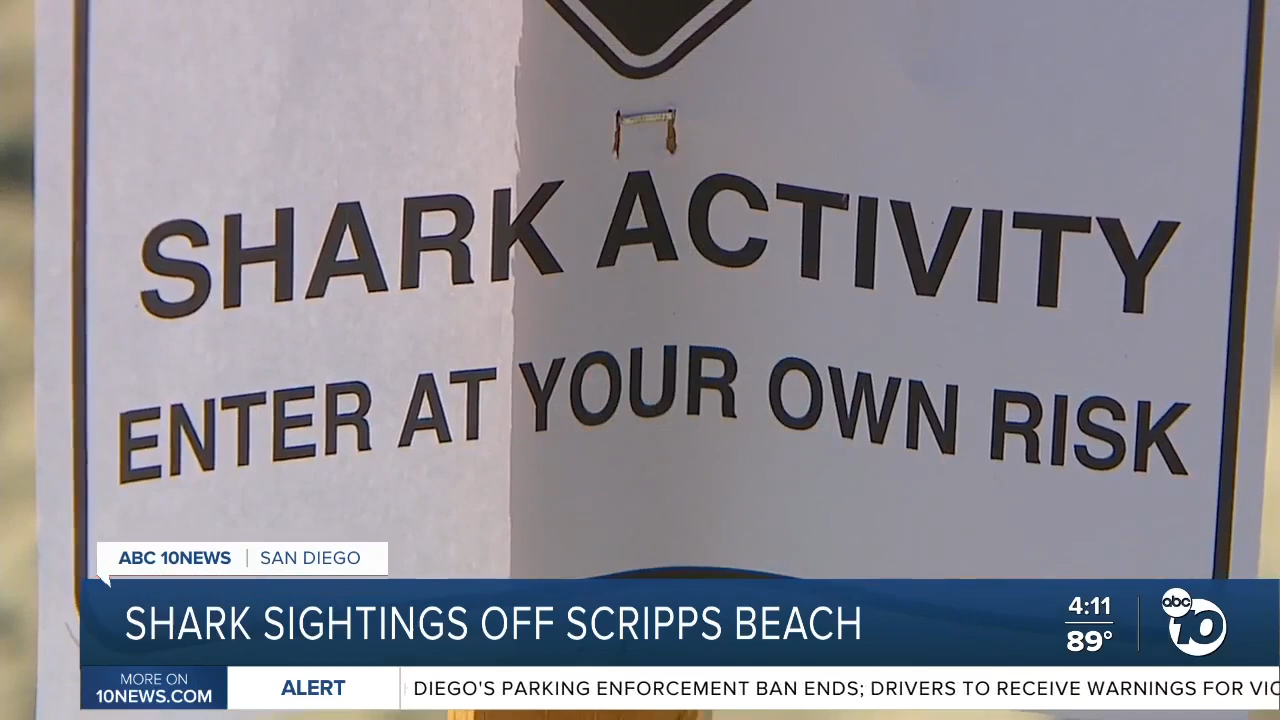 SHARK ACTIVITY
ENTER AT YOUR OWN RISK
ABC 10NEWS | SAN DIEGO
SHARK SIGHTINGS OFF SCRIPPS BEACH
4:11
89°
abc 10
MORE ON
10NEWS.COM
ALERT
DIEGO'S PARKING ENFORCEMENT BAN ENDS; DRIVERS TO RECEIVE WARNINGS FOR